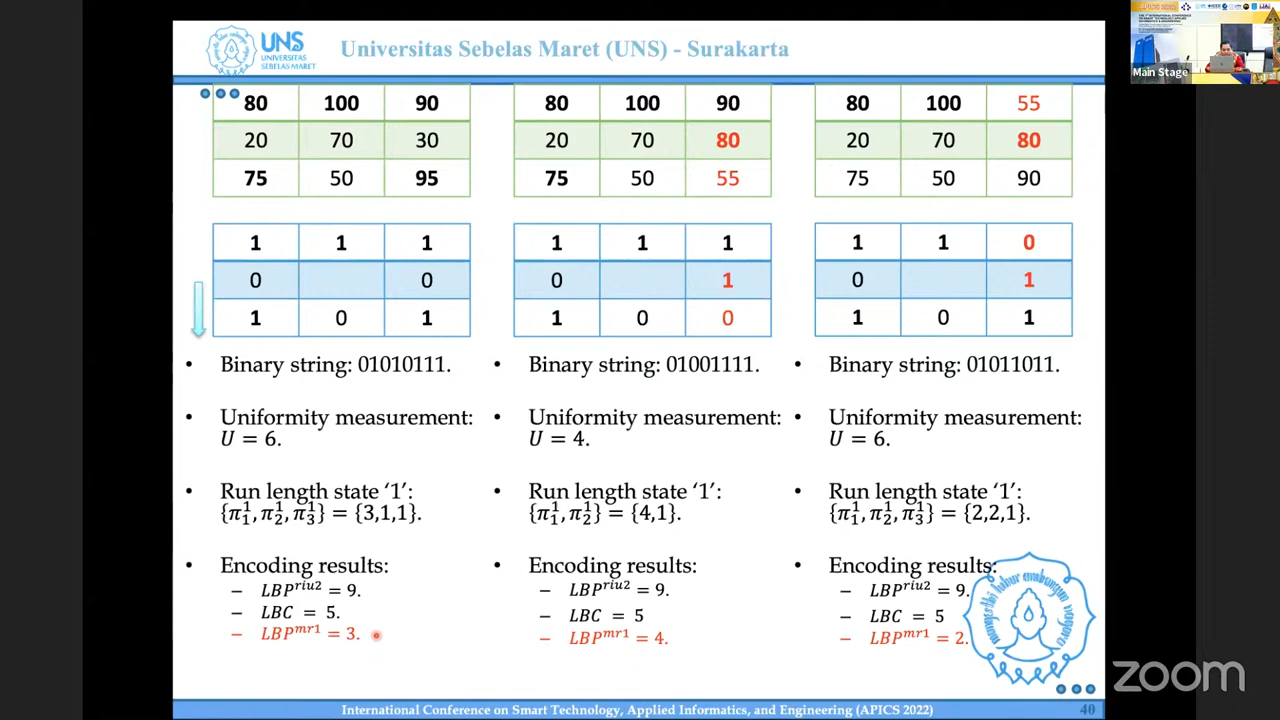 UNS
UNIVERSITAS
SEBELAS MARET
Universitas Sebelas Maret (UNS) - Surakarta
Main Stage
80 100 90
20 70 30
75 50 95
80 100 90
20 70 80
75 50 55
80 100 55
20 70 80
75 50 90
1 1 1
0 0
1 0 1
1 1 1
0 1
1 0 0
1 1 0
0 1
1 0 1
• Binary string: 01010111.
• Uniformity measurement:
U = 6.
• Run length state '1':
{π₁¹, π₂¹, π₃¹} = {3,1,1}.
• Encoding results:
– LBP^riu2 = 9.
– LBC = 5.
– LBP^mr1 = 3.
• Binary string: 01001111.
• Uniformity measurement:
U = 4.
• Run length state '1':
{π₁¹, π₂¹} = {4,1}.
• Encoding results:
– LBP^riu2 = 9.
– LBC = 5
– LBP^mr1 = 4.
• Binary string: 01011011.
• Uniformity measurement:
U = 6.
• Run length state '1':
{π₁¹, π₂¹, π₃¹} = {2,2,1}.
• Encoding results:
– LBP^riu2 = 9.
– LBC = 5
– LBP^mr1 = 2.
zoom
International Conference on Smart Technology, Applied Informatics, and Engineering (APICS 2022)
40